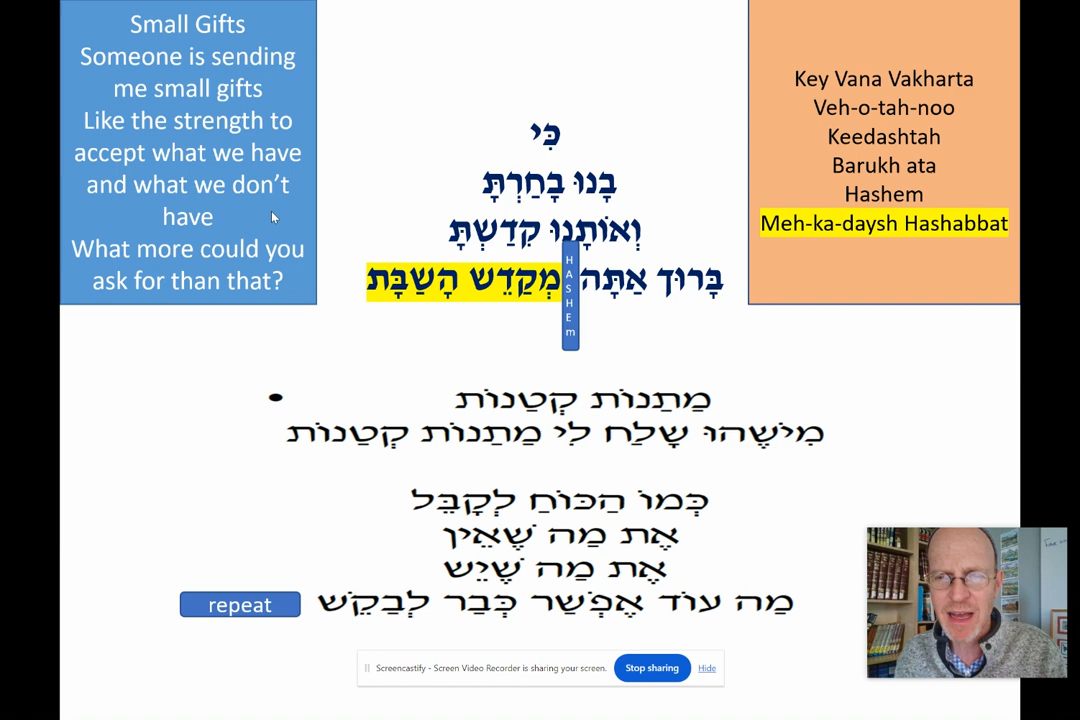 Small Gifts
Someone is sending
me small gifts
Like the strength to
accept what we have
and what we don’t
have
What more could you
ask for than that?
כִּי
בָנוּ בָחַרְתָּ
וְאוֹתָנוּ קִדַשְתָּ
בָּרוּךְ אַתָּה HASHEm מְקַדֵש הָשַבָּת
Key Vana Vakharta
Veh-o-tah-noo
Keedashtah
Barukh ata
Hashem
Meh-ka-daysh Hashabbat
• מַתַּנוֹת קְטַנּוֹת
מִישֶׁהוּ שָׁלַח לִי מַתַּנוֹת קְטַנּוֹת
כְּמוֹ הַכּוֹחַ לְקַבֵּל
אֶת מַה שֶׁאֵין
אֶת מַה שֶׁיֵּש
מַה עוֹד אֶפְשַׁר כְּבָר לְבַקֵּש
repeat
Screencastify - Screen Video Recorder is sharing your screen. Stop sharing Hide